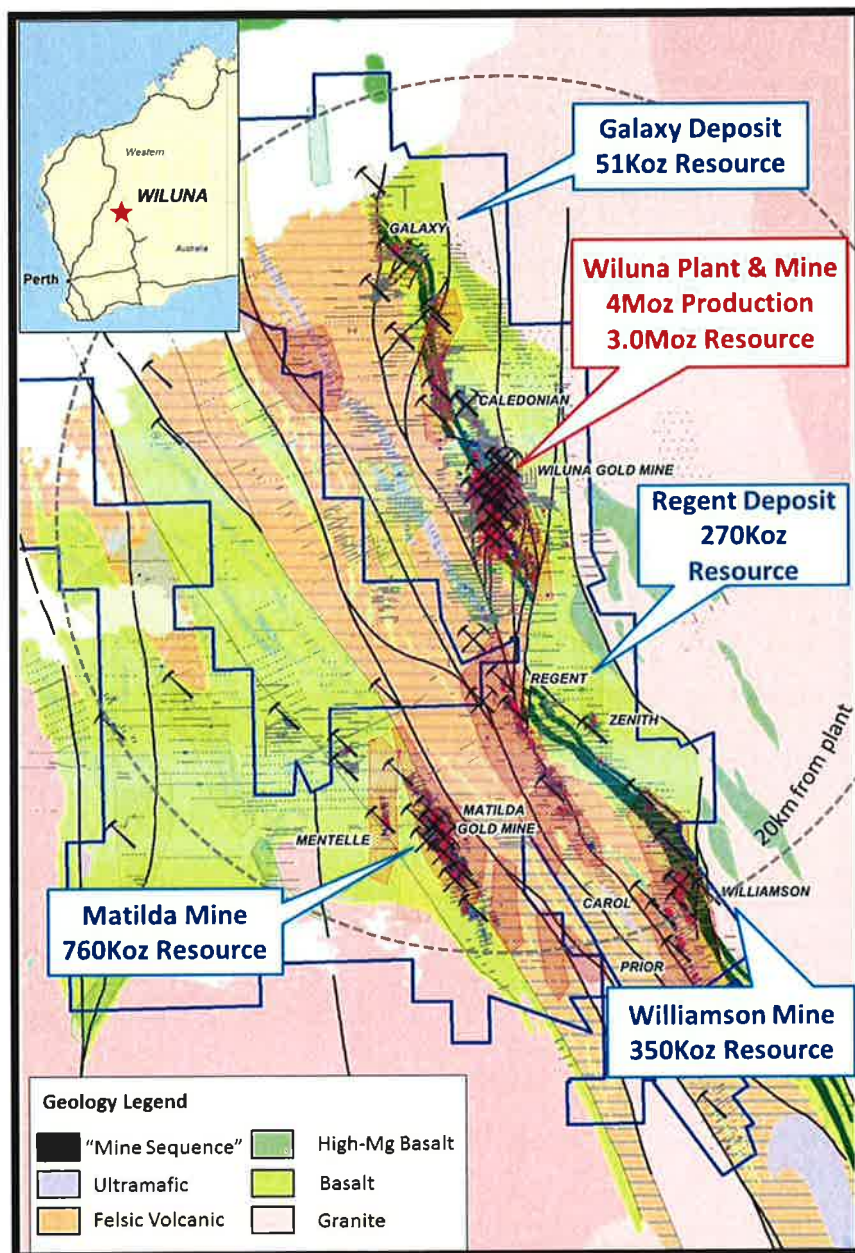 Western
WILUNA
Australia
Perth
Galaxy Deposit
51Koz Resource
GALAXY
Wiluna Plant & Mine
4Moz Production
3.0Moz Resource
CALEDONIAN
WILUNA GOLD MINE
Regent Deposit
270Koz
Resource
REGENT
ZENITH
20km from plant
MATILDA
GOLD MINE
MENTELLE
WILLIAMSON
CAROL
Matilda Mine
760Koz Resource
PRIOR
Williamson Mine
350Koz Resource
Geology Legend
"Mine Sequence"
High-Mg Basalt
Ultramafic
Basalt
Felsic Volcanic
Granite